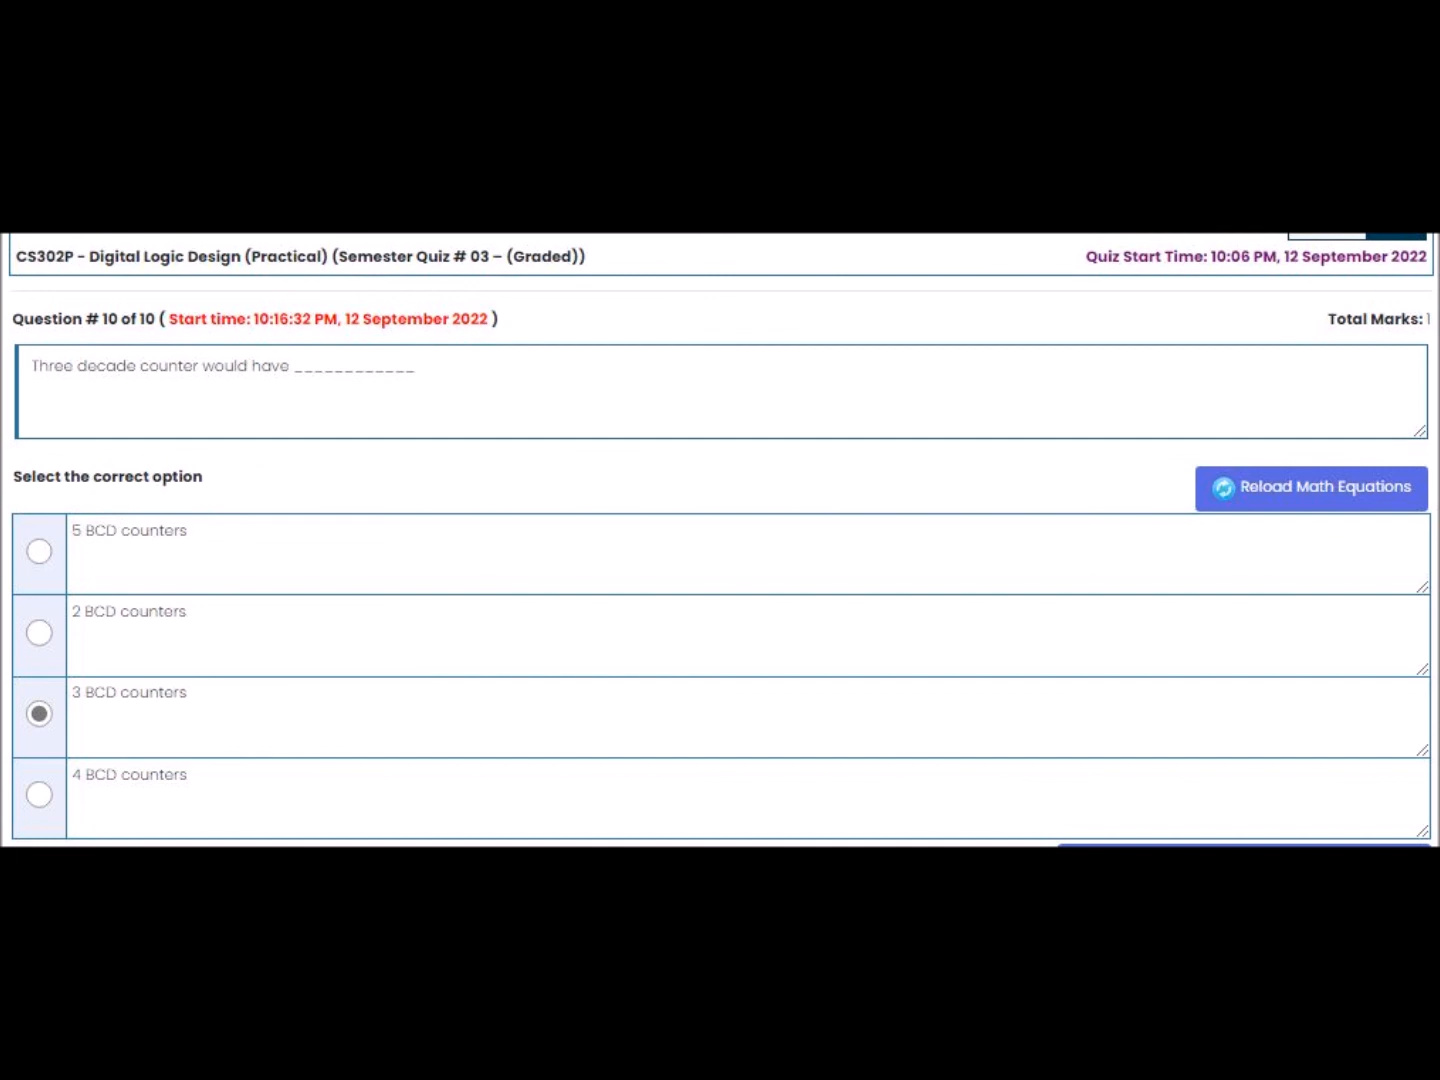 CS302P - Digital Logic Design (Practical) (Semester Quiz # 03 – (Graded))
Quiz Start Time: 10:06 PM, 12 September 2022
Question # 10 of 10 ( Start time: 10:16:32 PM, 12 September 2022 )
Total Marks: 1
Three decade counter would have ____________
Select the correct option
Reload Math Equations
5 BCD counters
2 BCD counters
3 BCD counters
4 BCD counters